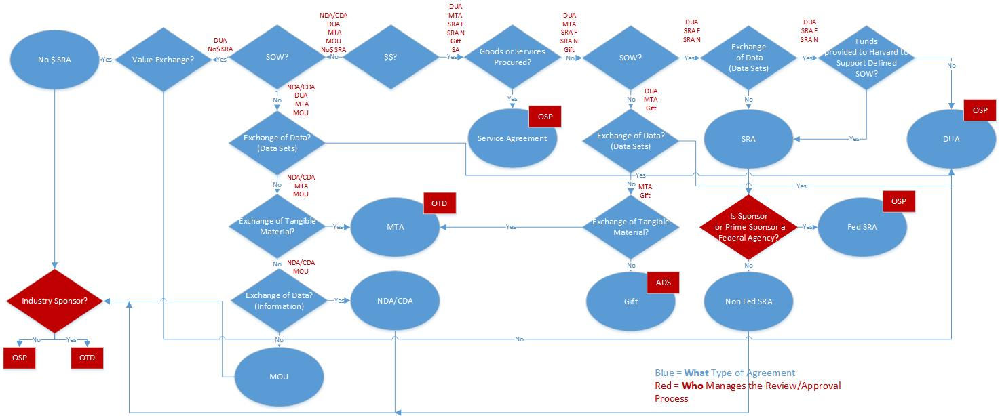 DUA
MTA
SRA F
SRA N
Gift
SA
NDA/CDA
DUA
MTA
MOU
No$ SRA
DUA
MTA
SRA F
SRA N
Gift
DUA
SRA F
SRA N
DUA
SRA F
SRA N
DUA
No$ SRA
No $ SRA
Yes
Value Exchange?
Yes
SOW?
No
$$?
Yes
Goods or Services
Procured?
No
SOW?
Yes
Exchange
of Data
(Data Sets)
Yes
Funds
provided to Harvard to
Support Defined
SOW?
No
No
NDA/CDA
DUA
MTA
MOU
Yes
No
DUA
MTA
Gift
No
Exchange of Data?
(Data Sets)
Service Agreement
OSP
Exchange of Data?
(Data Sets)
SRA
Yes
DUA
OSP
Yes
Yes
No
NDA/CDA
MTA
MOU
No
MTA
Gift
Exchange of Tangible
Material?
Yes
MTA
OTD
Yes
Exchange of Tangible
Material?
Is Sponsor
or Prime Sponsor a
Federal Agency?
Yes
Fed SRA
OSP
No
NDA/CDA
MOU
No
No
Industry Sponsor?
Exchange of Data?
(Information)
Yes
NDA/CDA
Gift
ADS
Non Fed SRA
No
Yes
No
No
OSP
OTD
MOU
Blue = What Type of Agreement
Red = Who Manages the Review/Approval
Process